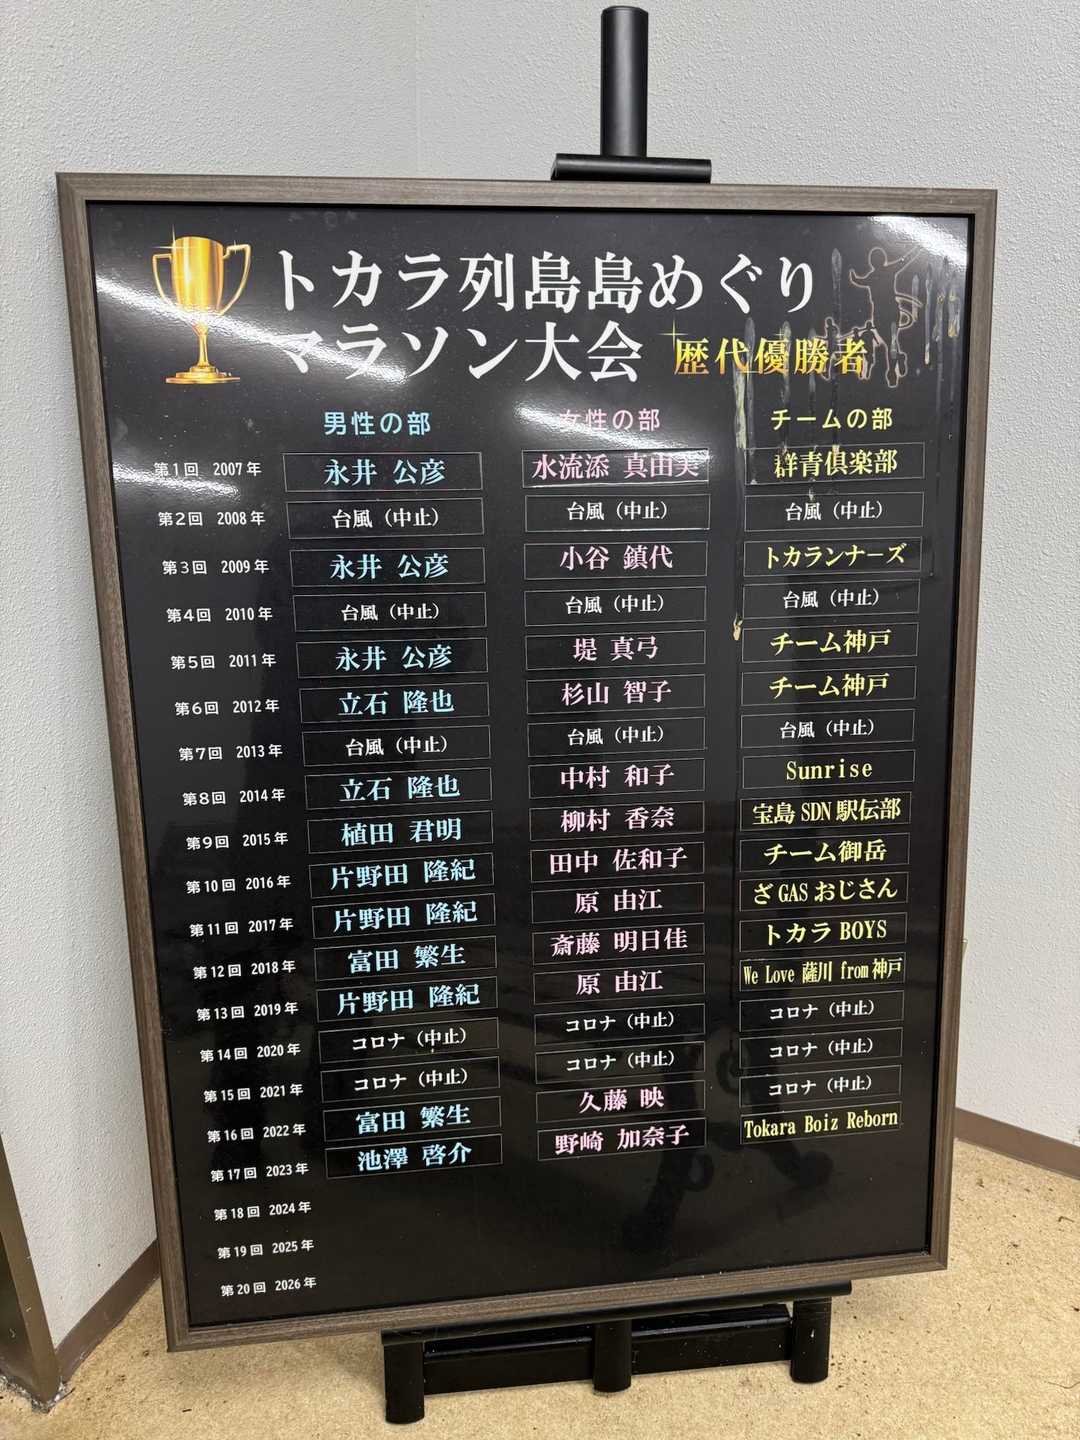 トカラ列島島めぐり
マラソン大会 歴代優勝者
男性の部 女性の部 チームの部
第1回 2007年 永井 公彦 水流添 真由実 群青倶楽部
第2回 2008年 台風（中止） 台風（中止） 台風（中止）
第3回 2009年 永井 公彦 小谷 鎮代 トカランナーズ
第4回 2010年 台風（中止） 台風（中止） 台風（中止）
第5回 2011年 永井 公彦 堤 真弓 チーム神戸
第6回 2012年 立石 隆也 杉山 智子 チーム神戸
第7回 2013年 台風（中止） 台風（中止） 台風（中止）
第8回 2014年 立石 隆也 中村 和子 Sunrise
第9回 2015年 植田 君明 柳村 香奈 宝島SDN駅伝部
第10回 2016年 片野田 隆紀 田中 佐和子 チーム御岳
第11回 2017年 片野田 隆紀 原 由江 ざGASおじさん
第12回 2018年 富田 繁生 斎藤 明日佳 トカラBOYS
第13回 2019年 片野田 隆紀 原 由江 We Love 薩川 from神戸
第14回 2020年 コロナ（中止） コロナ（中止） コロナ（中止）
第15回 2021年 コロナ（中止） コロナ（中止） コロナ（中止）
第16回 2022年 富田 繁生 久藤 映 コロナ（中止）
第17回 2023年 池澤 啓介 野崎 加奈子 Tokara Boiz Reborn
第18回 2024年
第19回 2025年
第20回 2026年